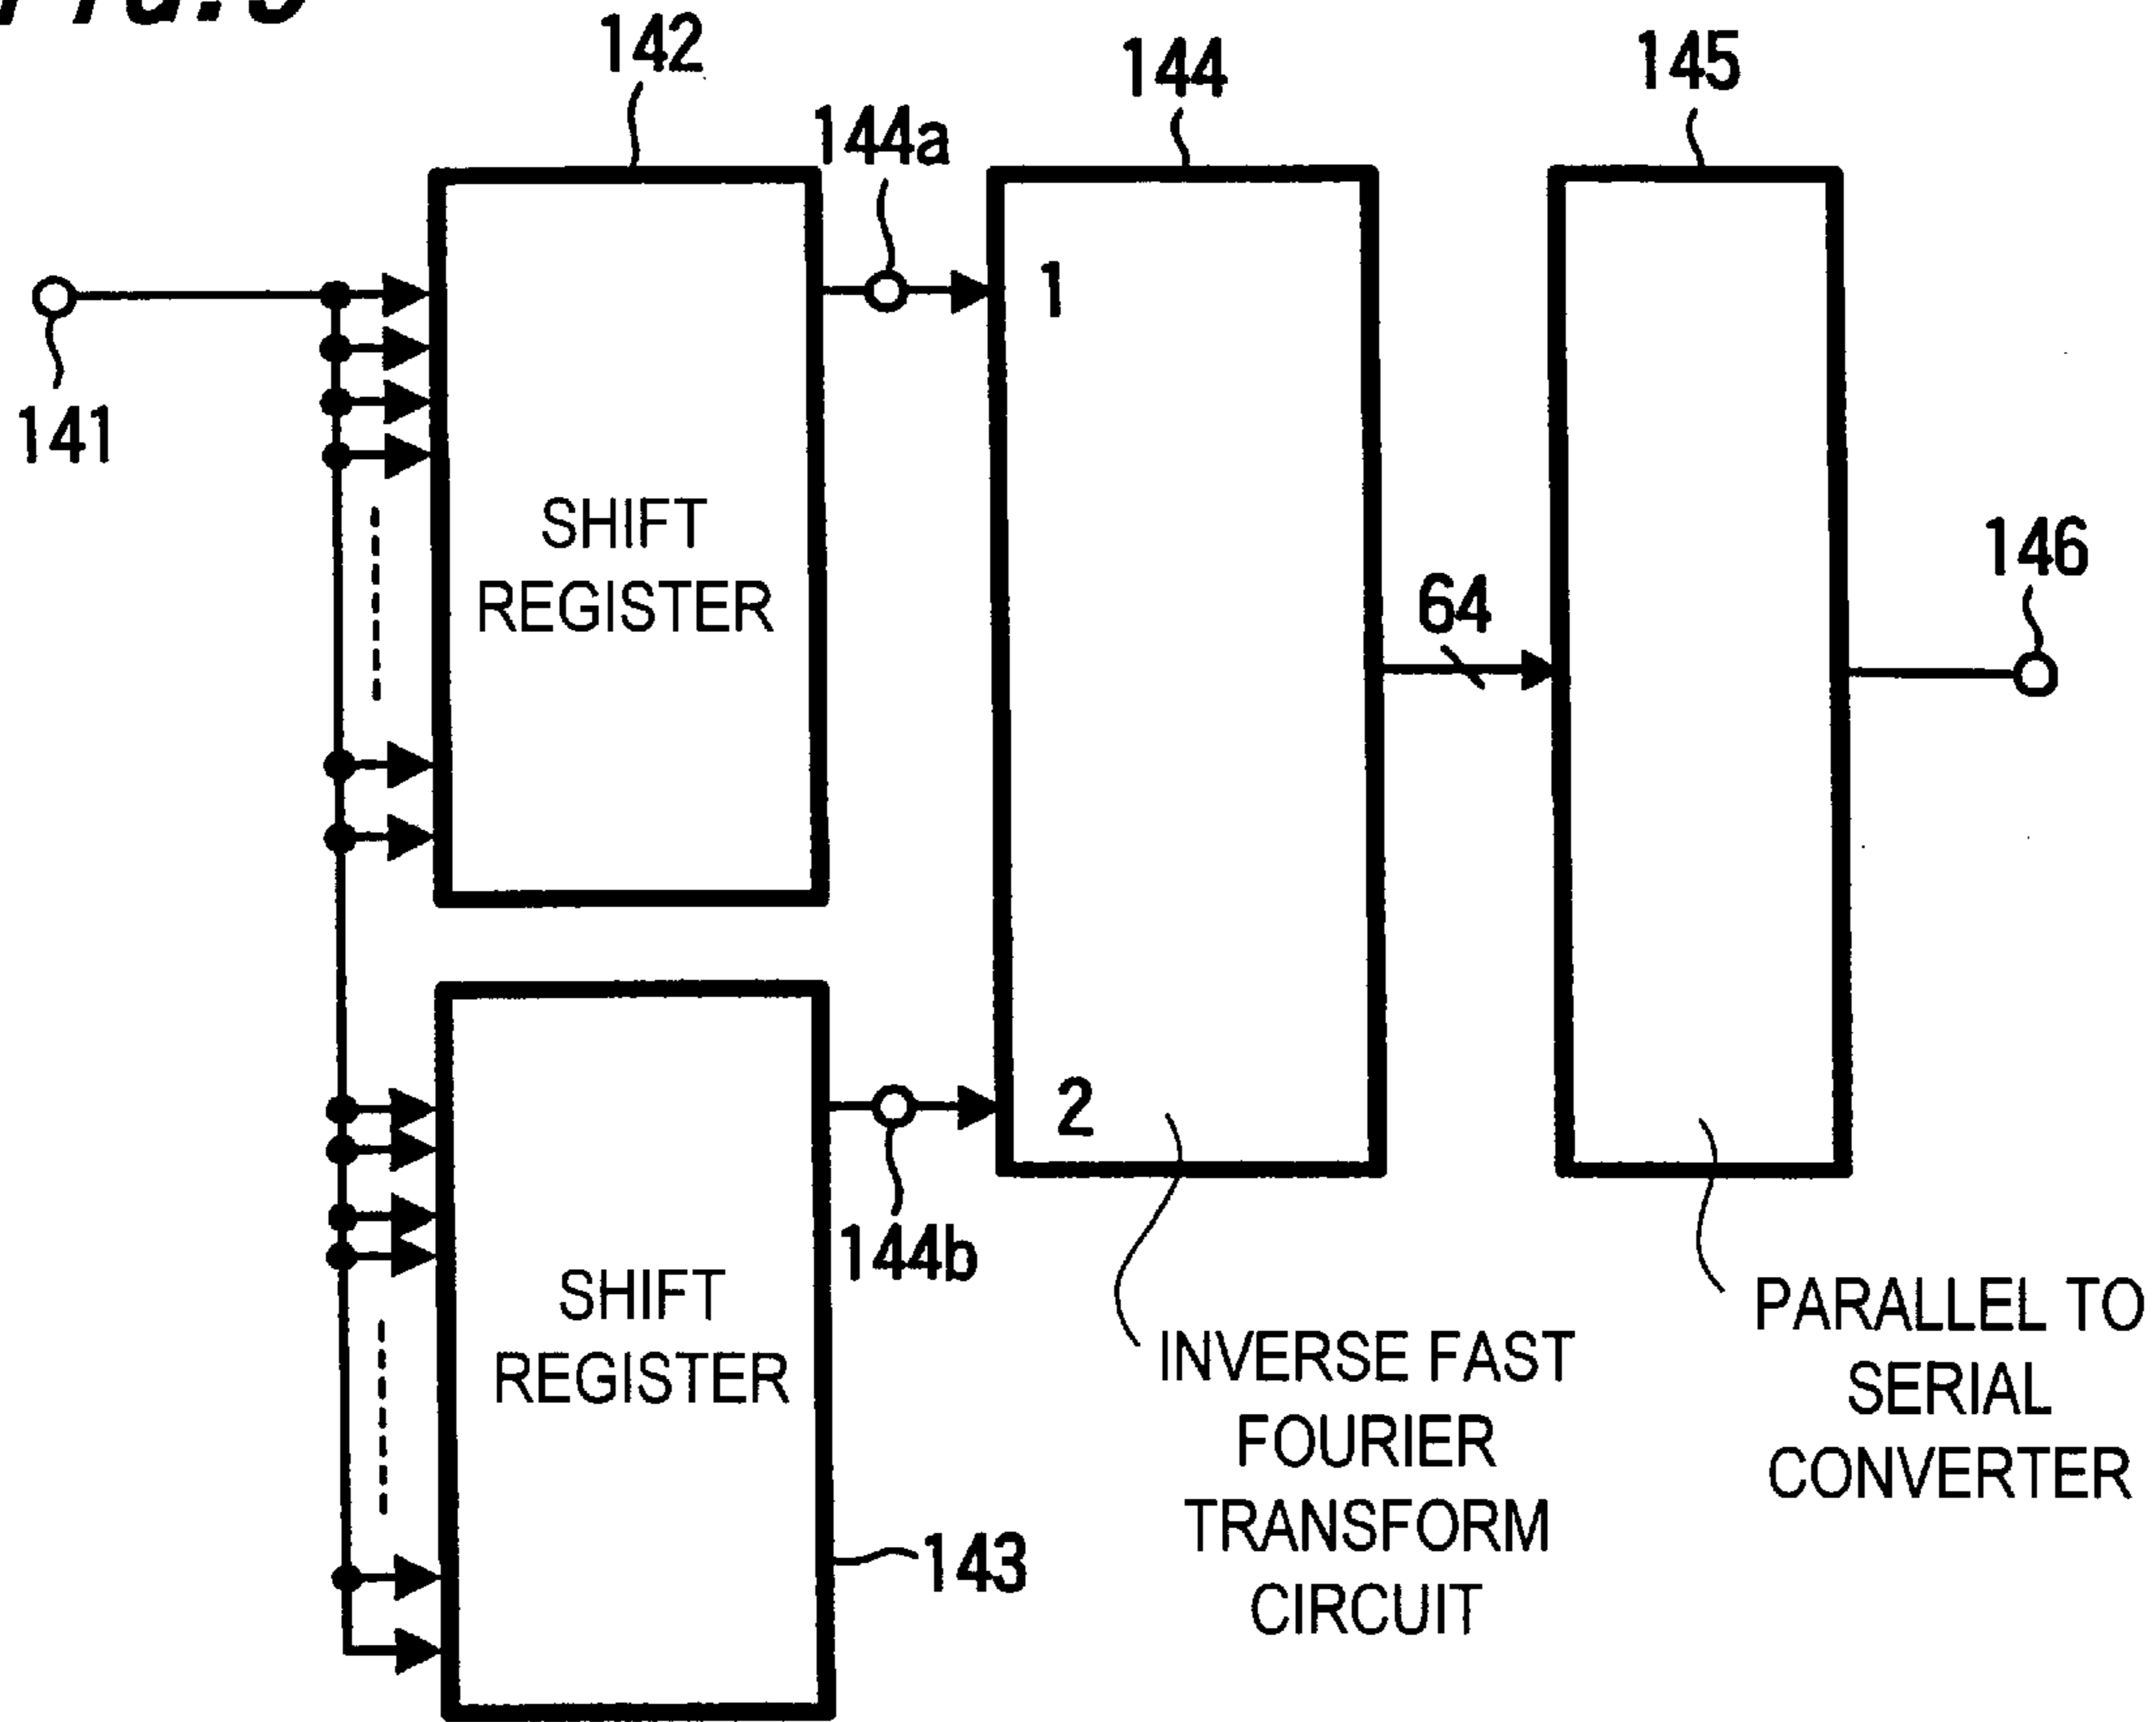 142
144
145
144a
1
141
SHIFT
REGISTER
64
146
2
144b
SHIFT
REGISTER
143
INVERSE FAST
FOURIER
TRANSFORM
CIRCUIT
PARALLEL TO
SERIAL
CONVERTER